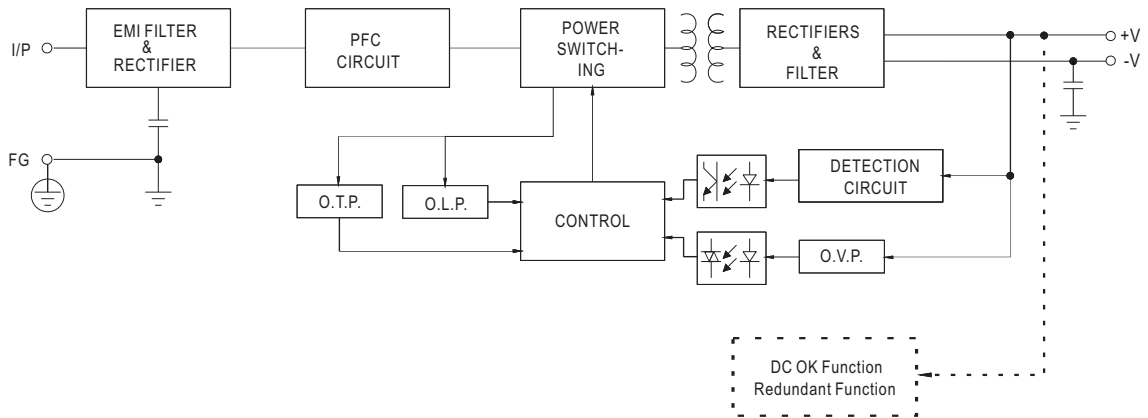 I/P
EMI FILTER
&
RECTIFIER
PFC
CIRCUIT
POWER
SWITCH-
ING
RECTIFIERS
&
FILTER
+V
-V
FG
O.T.P.
O.L.P.
CONTROL
DETECTION
CIRCUIT
O.V.P.
DC OK Function
Redundant Function